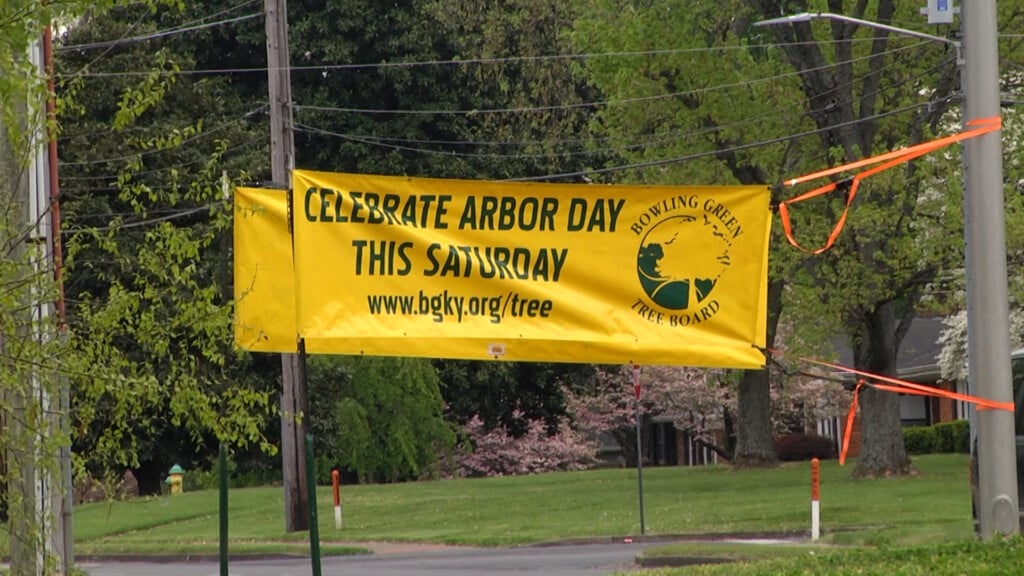 CELEBRATE ARBOR DAY
THIS SATURDAY
www.bgky.org/tree
BOWLING GREEN
TREE BOARD